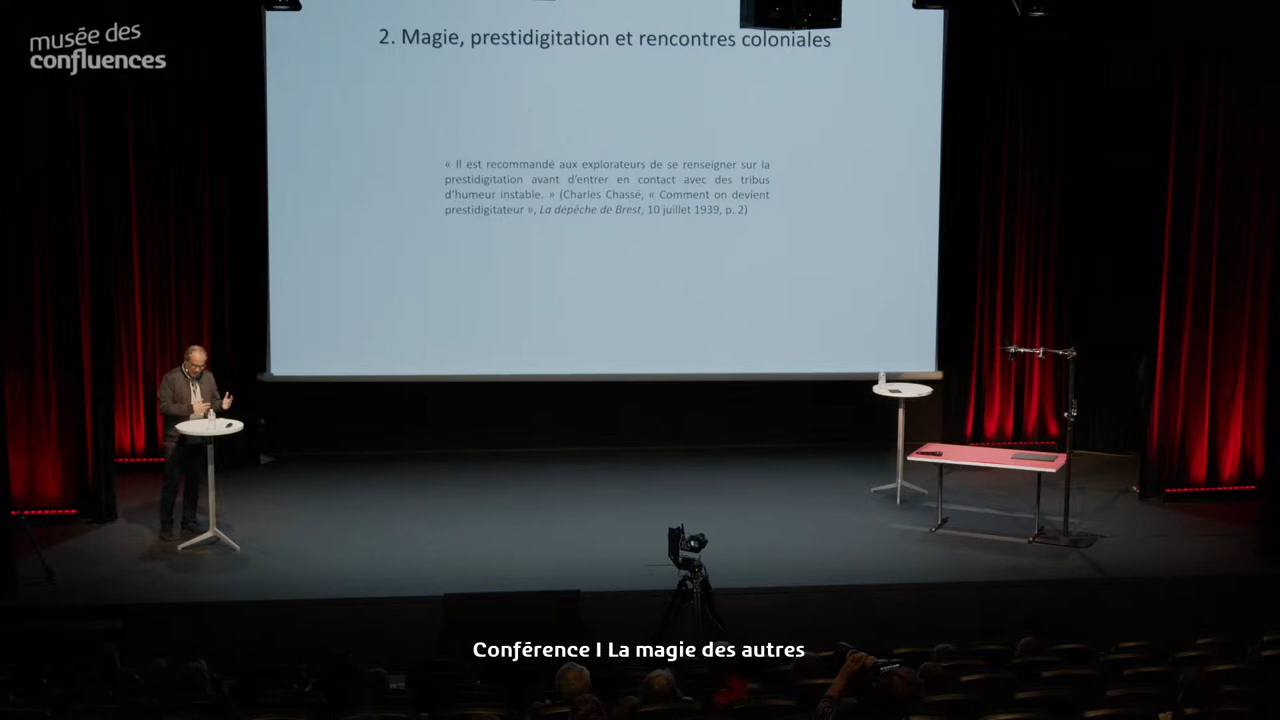 musée des
confluences
2. Magie, prestidigitation et rencontres coloniales
« Il est recommandé aux explorateurs de se renseigner sur la
prestidigitation avant d'entrer en contact avec des tribus
d'humeur instable. » (Charles Chassé, « Comment on devient
prestidigitateur », La dépêche de Brest, 10 juillet 1939, p. 2)
Conférence I La magie des autres